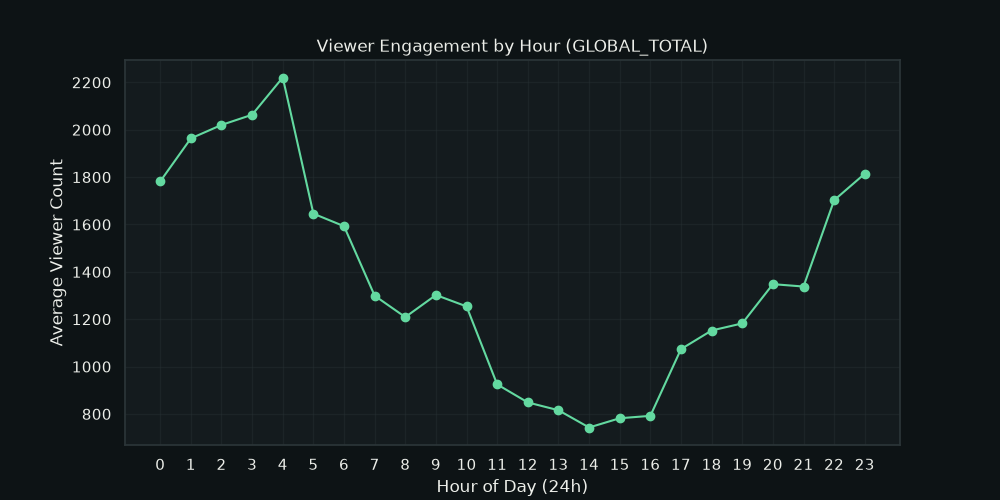 Viewer Engagement by Hour (GLOBAL_TOTAL)
Average Viewer Count
2200
2000
1800
1600
1400
1200
1000
800
0 1 2 3 4 5 6 7 8 9 10 11 12 13 14 15 16 17 18 19 20 21 22 23
Hour of Day (24h)